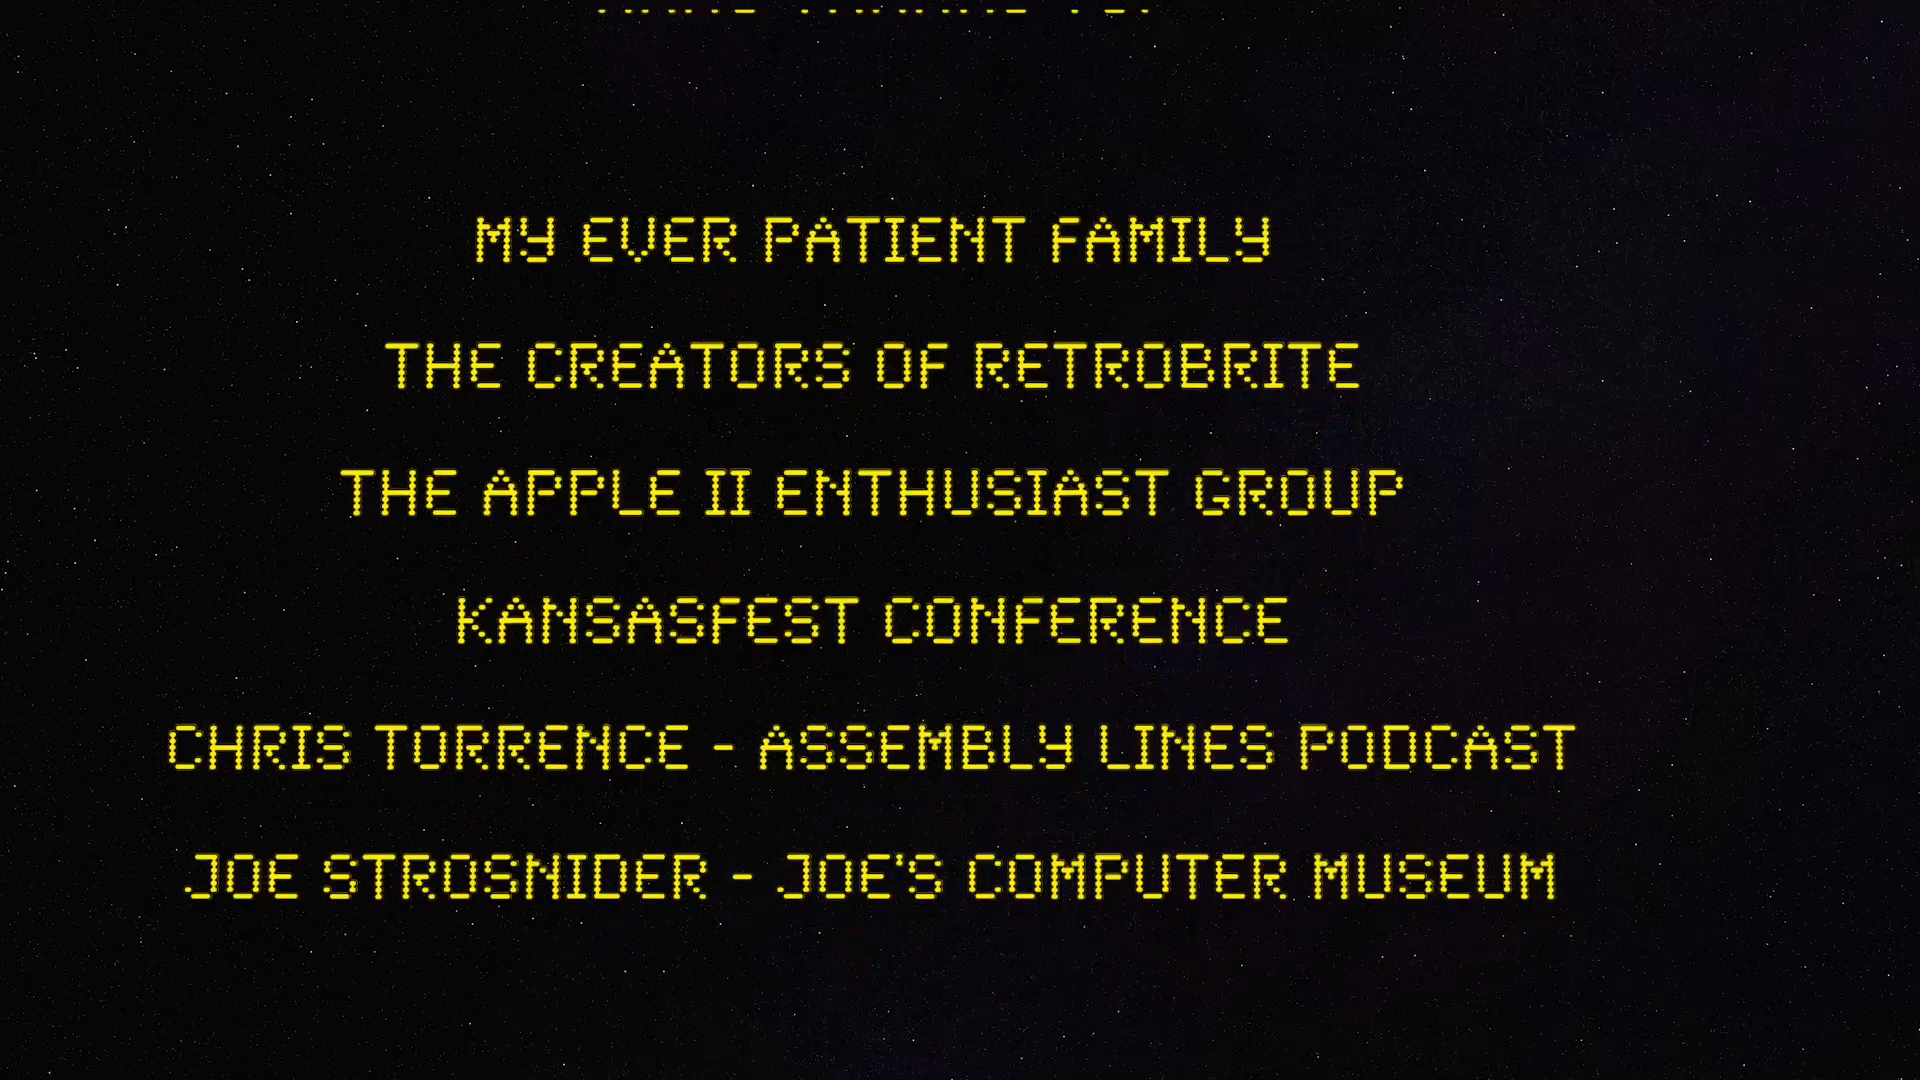 MY EVER PATIENT FAMILY
THE CREATORS OF RETROBRITE
THE APPLE II ENTHUSIAST GROUP
KANSASFEST CONFERENCE
CHRIS TORRENCE - ASSEMBLY LINES PODCAST
JOE STROSNIDER - JOE'S COMPUTER MUSEUM